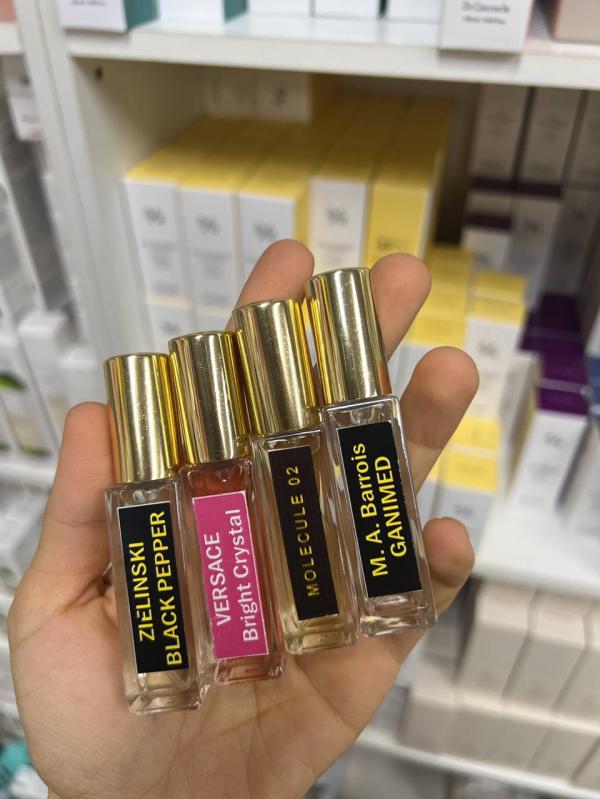 ZIELINSKI
BLACK PEPPER
VERSACE
Bright Crystal
MOLECULE 02
M. A. Barrois
GANIMED